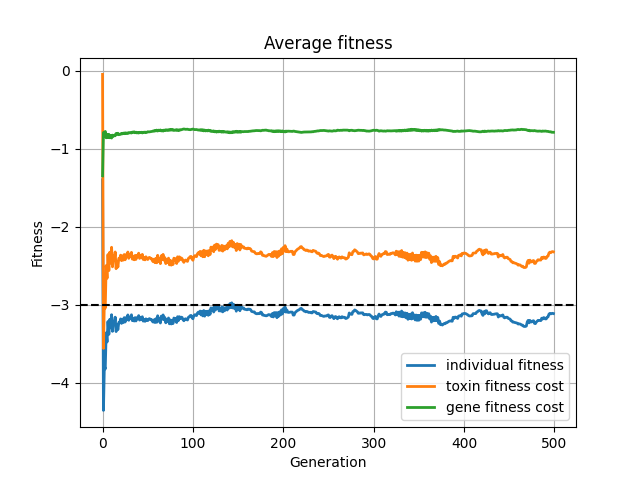 Average fitness
Fitness
0
−1
−2
−3
−4
0
100
200
300
400
500
Generation
individual fitness
toxin fitness cost
gene fitness cost